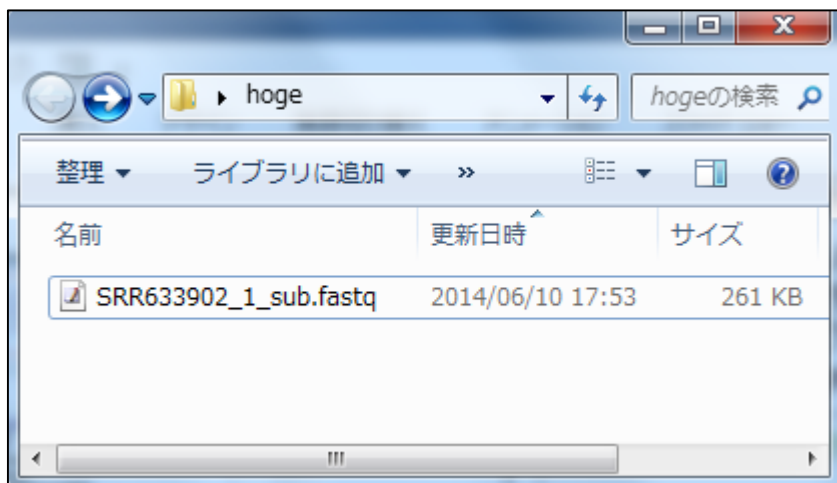 hoge
hogeの検索
整理 ライブラリに追加 »
名前 更新日時 サイズ
SRR633902_1_sub.fastq 2014/06/10 17:53 261 KB